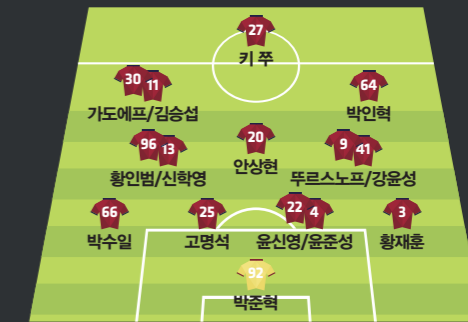 27
키 쭈
30 11
64
가도에프/김승섭
박인혁
96 13
20
9 41
황인범/신학영
안상현
뚜르스노프/강윤성
66
25
22 4
3
박수일
고명석
윤신영/윤준성
황재훈
92
박준혁